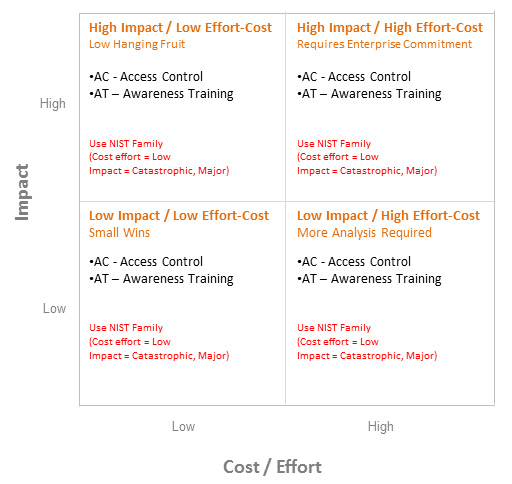 High Impact / Low Effort-Cost
Low Hanging Fruit
•AC - Access Control
•AT – Awareness Training
Use NIST Family
(Cost effort = Low
Impact = Catastrophic, Major)
High Impact / High Effort-Cost
Requires Enterprise Commitment
•AC - Access Control
•AT – Awareness Training
Use NIST Family
(Cost effort = Low
Impact = Catastrophic, Major)
High
Impact
Low Impact / Low Effort-Cost
Small Wins
•AC - Access Control
•AT – Awareness Training
Use NIST Family
(Cost effort = Low
Impact = Catastrophic, Major)
Low Impact / High Effort-Cost
More Analysis Required
•AC - Access Control
•AT – Awareness Training
Use NIST Family
(Cost effort = Low
Impact = Catastrophic, Major)
Low
Low
High
Cost / Effort